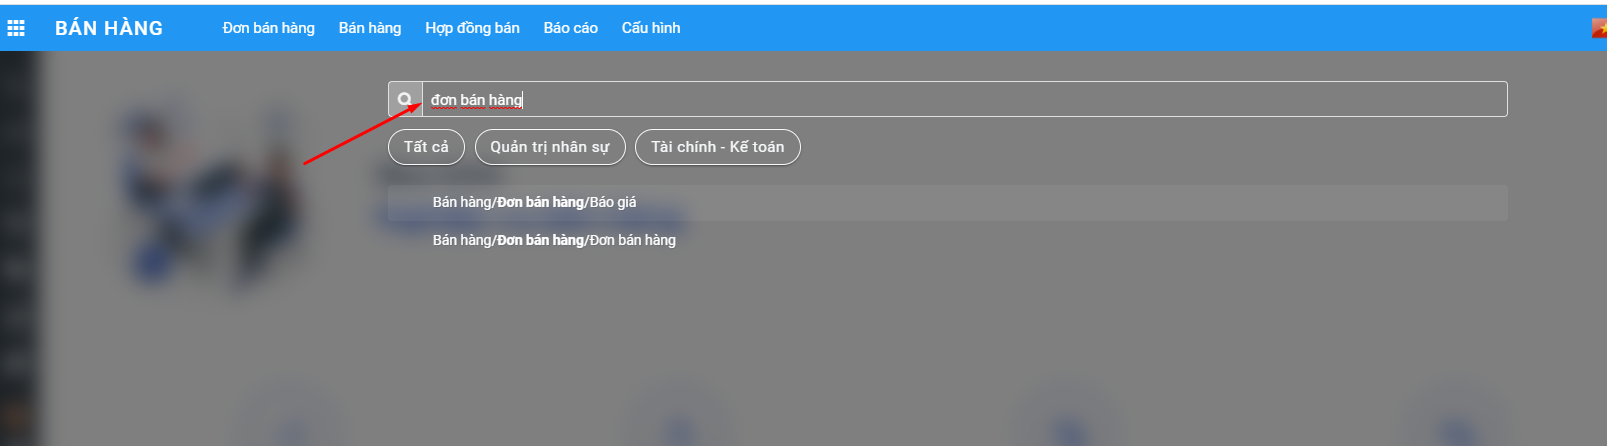 BÁN HÀNG Đơn bán hàng Bán hàng Hợp đồng bán Báo cáo Cấu hình
đơn bán hàng
Tất cả Quản trị nhân sự Tài chính - Kế toán
Bán hàng/Đơn bán hàng/Báo giá
Bán hàng/Đơn bán hàng/Đơn bán hàng